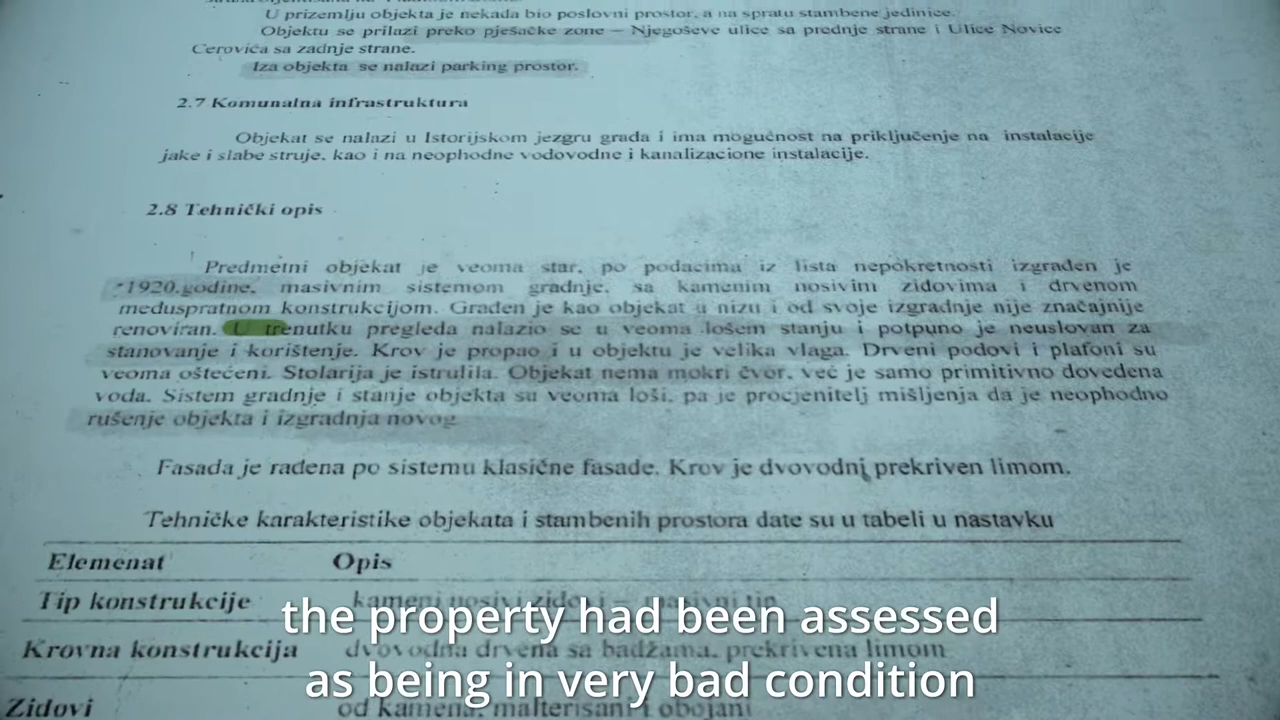 U prizemlju objekta je nekada bio poslovni prostor, a na spratu stambene jedinice.
Objektu se prilazi preko pješačke zone – Njegoševe ulice sa prednje strane i Ulice Novice
Cerovića sa zadnje strane.
Iza objekta se nalazi parking prostor.
2.7 Komunalna infrastruktura
Objekat se nalazi u Istorijskom jezgru grada i ima mogućnost na priključenje na instalacije
jake i slabe struje, kao i na neophodne vodovodne i kanalizacione instalacije.
2.8 Tehnički opis
Predmetni objekat je veoma star, po podacima iz lista nepokretnosti izgrađen je
1920.godine, masivnim sistemom gradnje, sa kamenim nosivim zidovima i drvenom
međuspratnom konstrukcijom. Građen je kao objekat u nizu i od svoje izgradnje nije značajnije
renoviran. U trenutku pregleda nalazio se u veoma lošem stanju i potpuno je neuslovan za
stanovanje i korištenje. Krov je propao i u objektu je velika vlaga. Drveni podovi i plafoni su
veoma oštećeni. Stolarija je istrulila. Objekat nema mokri čvor, već je samo primitivno dovedena
voda. Sistem gradnje i stanje objekta su veoma loši, pa je procjenitelj mišljenja da je neophodno
rušenje objekta i izgradnja novog
Fasada je rađena po sistemu klasične fasade. Krov je dvovodni prekriven limom.
Tehničke karakteristike objekata i stambenih prostora date su u tabeli u nastavku
Elemenat Opis
Tip konstrukcije kameni nosivi zidovi – masivni tip
Krovna konstrukcija dvovodna drvena sa badžama, prekrivena limom
Zidovi od kamena, malterisani i obojani
the property had been assessed
as being in very bad condition